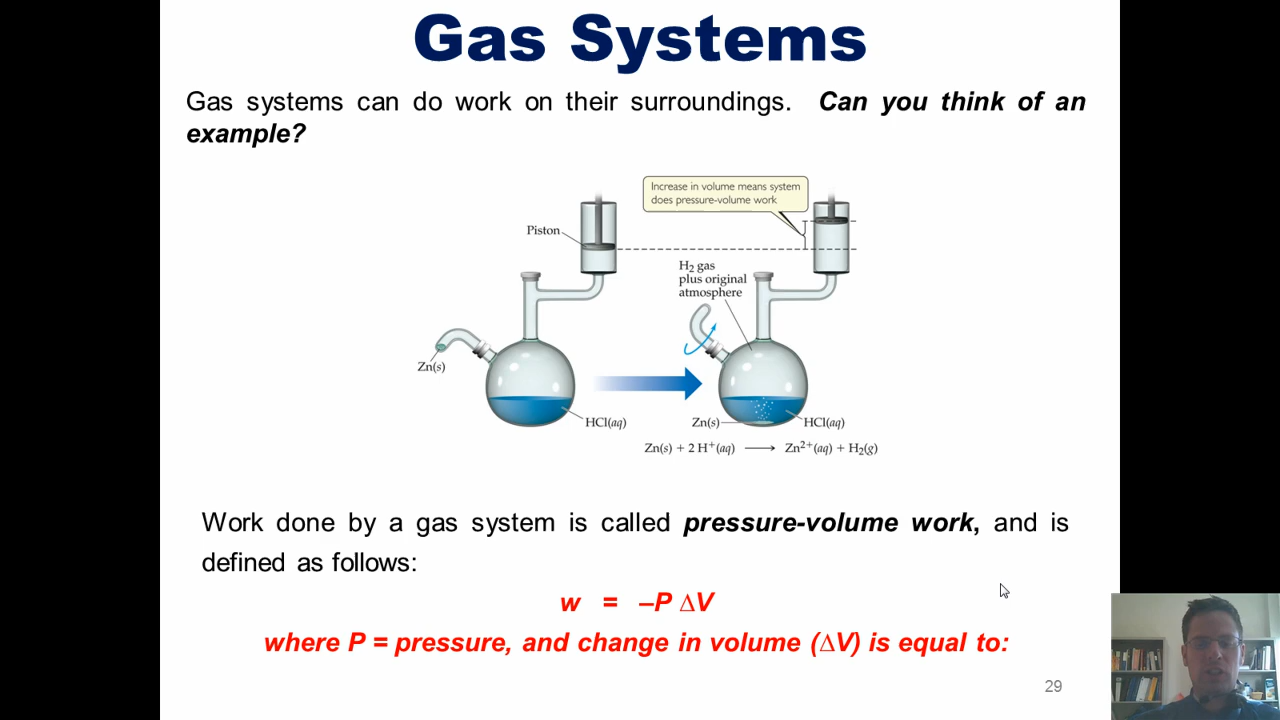 Gas Systems
Gas systems can do work on their surroundings. Can you think of an
example?
Increase in volume means system
does pressure-volume work
Piston
H2 gas
plus original
atmosphere
Zn(s)
HCl(aq)
Zn(s)
HCl(aq)
Zn(s) + 2 H+(aq) ⟶ Zn2+(aq) + H2(g)
Work done by a gas system is called pressure-volume work, and is
defined as follows:
w = –P ∆V
where P = pressure, and change in volume (∆V) is equal to:
29